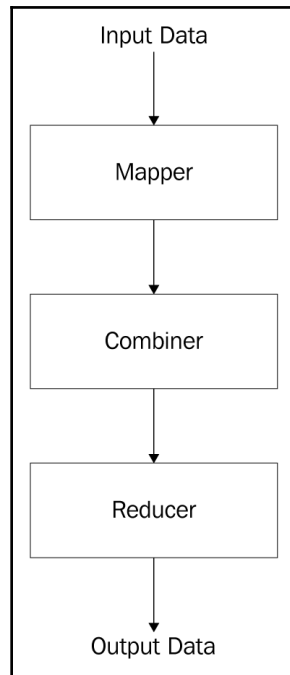 Input Data
Mapper
Combiner
Reducer
Output Data